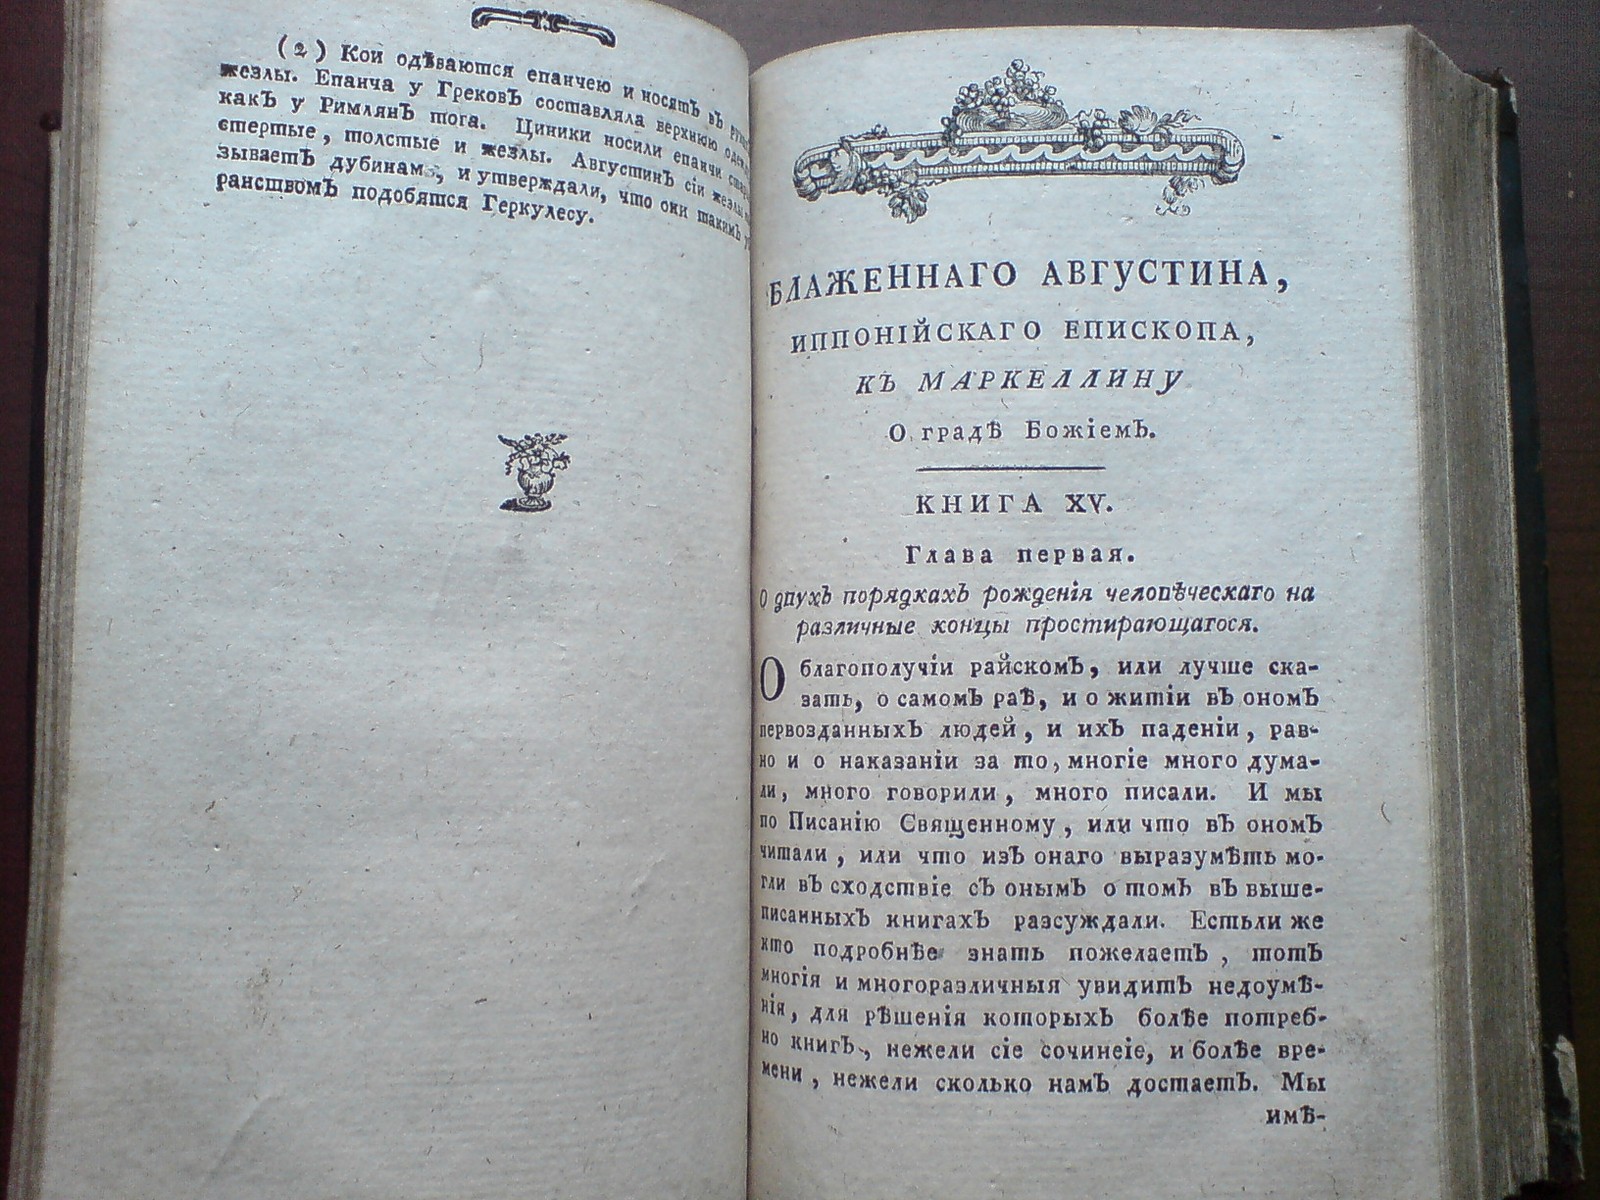 (2) Кои одѣваются епанчею и носятъ въ
жезлы. Епанча у Грековъ составляла верхнюю
какъ у Римлянъ тога. Циники носили епанчи
стертые, толстые и жезлы. Августинъ сіи жезлы
зываетъ дубинам, и утверждали, что они такимъ
ранствомъ подобятся Геркулесу.
БЛАЖЕННАГО АВГУСТИНА,
ИППОНІЙСКАГО ЕПИСКОПА,
КЪ МАРКЕЛЛИНУ
О градѣ Божіемъ.
КНИГА XV.
Глава первая.
О двухъ порядкахъ рожденія человѣческаго на
различные концы простирающагося.
О благополучіи райскомъ, или лучше ска-
зать, о самомъ раѣ, и о житіи въ ономъ
первозданныхъ людей, и ихъ паденіи, рав-
но и о наказаніи за то, многіе много дума-
ли, много говорили, много писали. И мы
по Писанію Священному, или что въ ономъ
читали, или что изъ онаго выразумѣть мо-
гли въ сходствіе съ онымъ о томъ въ выше-
писанныхъ книгахъ разсуждали. Естьли же
кто подробнѣе знать пожелаетъ, тотъ
многія и многоразличныя увидитъ недоумѣ-
нія, для рѣшенія которыхъ болѣе потреб-
но книгъ, нежели сіе сочинеіе, и болѣе вре-
мени, нежели сколько намъ достаетъ. Мы
имѣ-